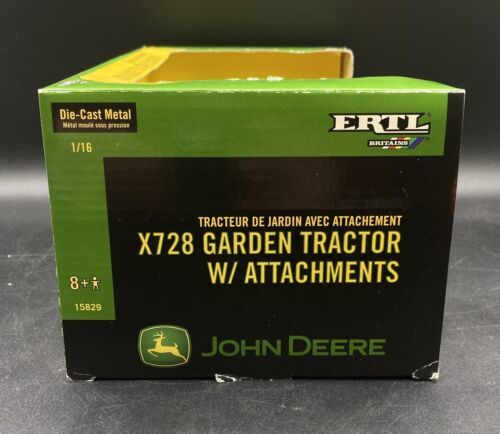 Die-Cast Metal
Métal moulé sous pression
1/16
ERTL
BRITAINS
TRACTEUR DE JARDIN AVEC ATTACHEMENT
X728 GARDEN TRACTOR
W/ ATTACHMENTS
8+
15829
JOHN DEERE